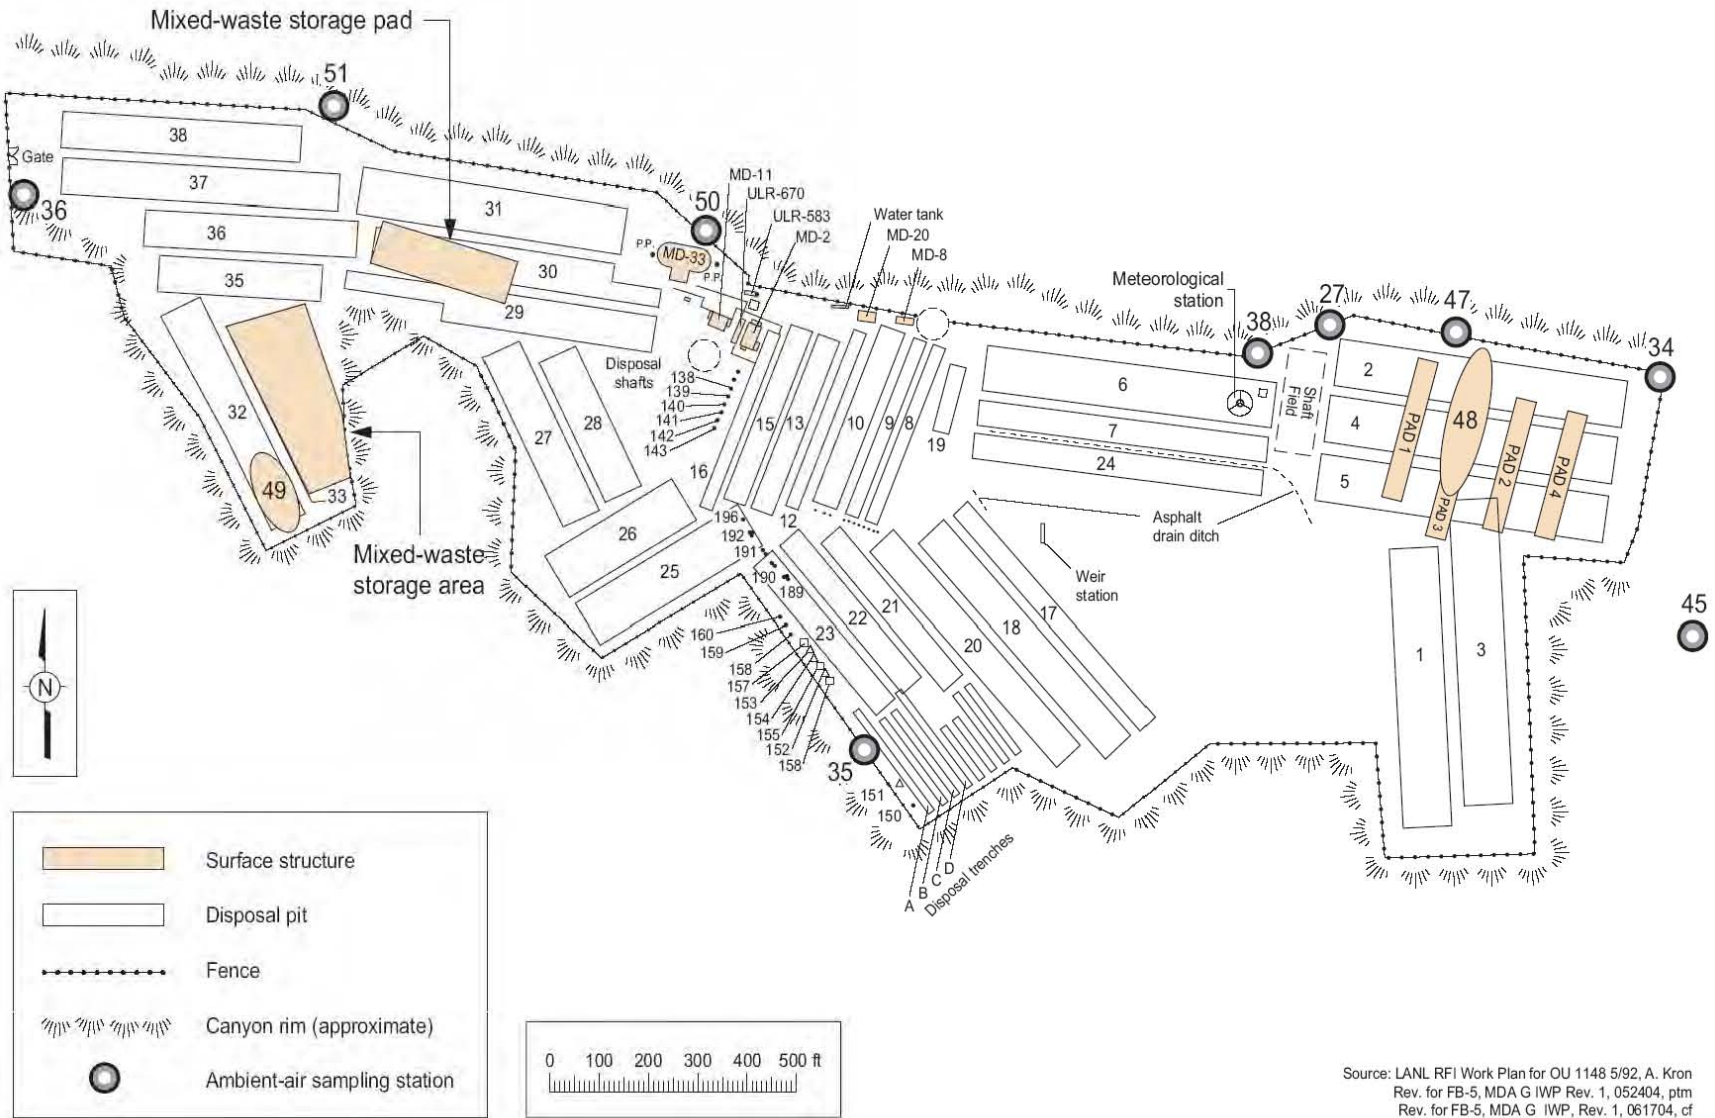 Mixed-waste storage pad
51
38
Gate
37
36
31
50
MD-11
ULR-670
ULR-583
MD-2
Water tank
MD-20
MD-8
P.P.
MD-33
P.P.
36
35
30
29
Meteorological
station
27
47
38
34
Disposal
shafts
138
139
140
141
142
143
32
49
33
27
28
15
13
10
9
8
19
16
12
6
7
24
Shaft
Field
2
4
5
PAD 1
48
PAD 3
PAD 2
PAD 4
Mixed-waste
storage area
26
25
196
192
191
190
189
Asphalt
drain ditch
Weir
station
45
N
160
159
158
157
153
154
155
152
158
23
22
21
20
18
17
1
3
35
151
150
A
B
C
D
Disposal trenches
Surface structure
Disposal pit
Fence
Canyon rim (approximate)
Ambient-air sampling station
0 100 200 300 400 500 ft
Source: LANL RFI Work Plan for OU 1148 5/92, A. Kron
Rev. for FB-5, MDA G IWP Rev. 1, 052404, ptm
Rev. for FB-5, MDA G IWP, Rev. 1, 061704, cf